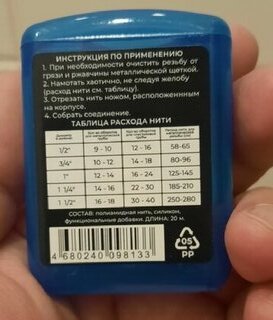 ИНСТРУКЦИЯ ПО ПРИМЕНЕНИЮ
1. При необходимости очистить резьбу от
грязи и ржавчины металлической щеткой.
2. Намотать хаотично, не следуя желобу
(расход нити см. таблицу).
3. Отрезать нить ножом, расположенным
на корпусе.
4. Собрать соединение.
ТАБЛИЦА РАСХОДА НИТИ
1/2" 9 - 10 12 - 16 58-65
3/4" 10 - 12 14 - 18 80-96
1" 12 - 14 16 - 24 125-145
1 1/4" 14 - 16 22 - 30 185-210
1 1/2" 16 - 18 30 - 40 250-280
СОСТАВ: полиамидная нить, силикон,
функциональные добавки. ДЛИНА: 20 м.
4 680240 098133
05
PP